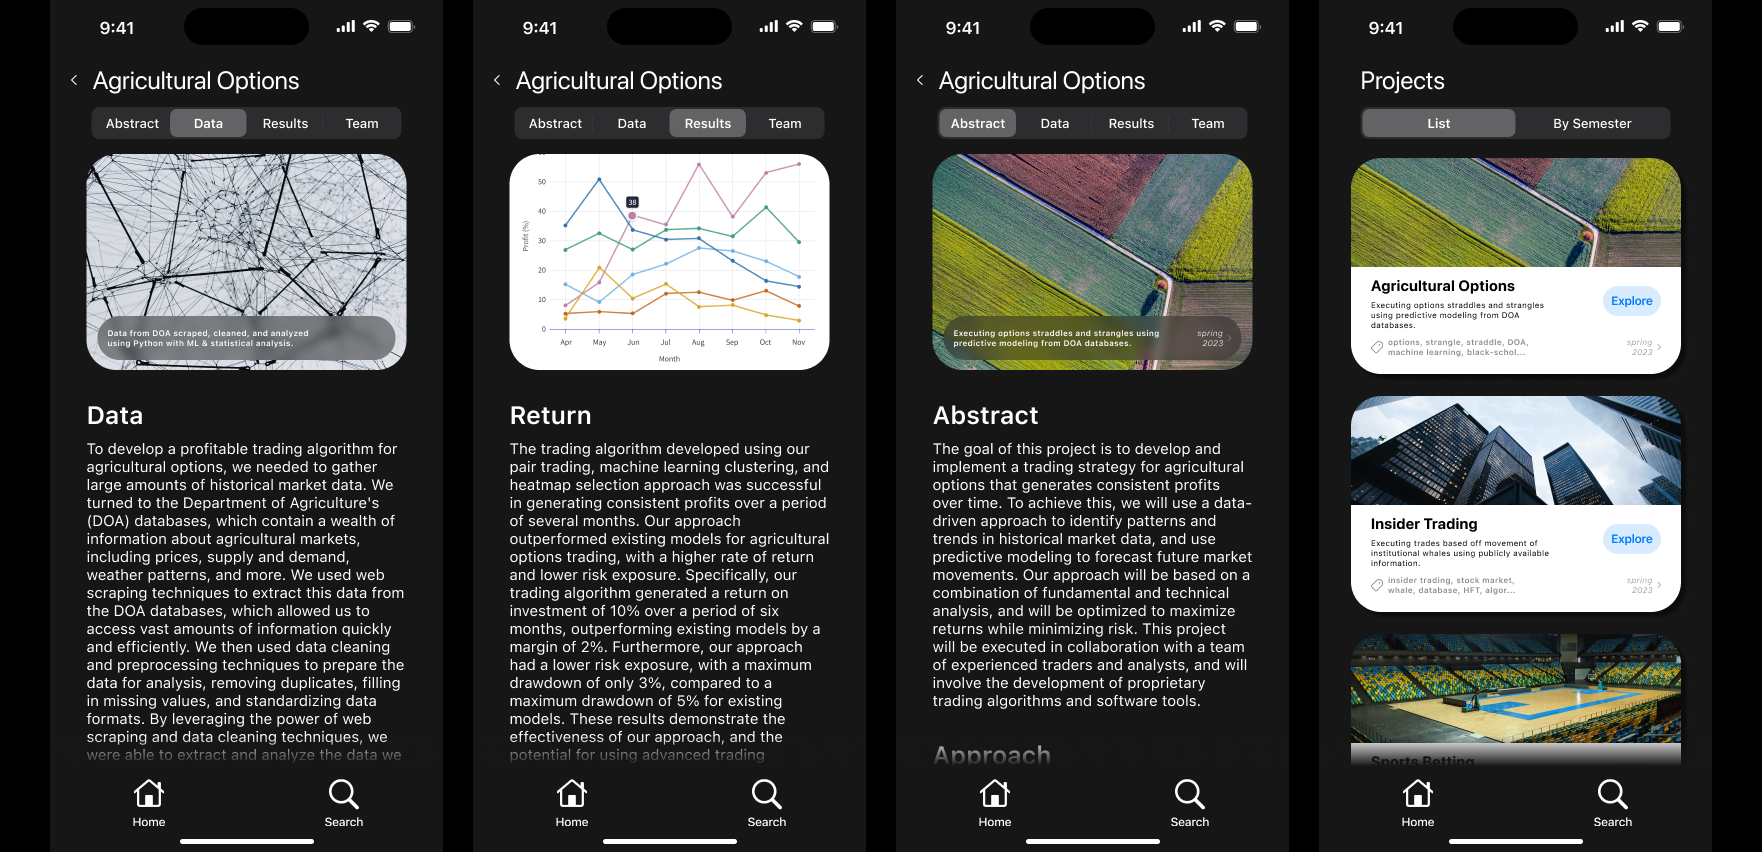 9:41
Agricultural Options
Abstract
Data
Results
Team
Data from DOA scraped, cleaned, and analyzed
using Python with ML & statistical analysis.
Data
To develop a profitable trading algorithm for
agricultural options, we needed to gather
large amounts of historical market data. We
turned to the Department of Agriculture's
(DOA) databases, which contain a wealth of
information about agricultural markets,
including prices, supply and demand,
weather patterns, and more. We used web
scraping techniques to extract this data from
the DOA databases, which allowed us to
access vast amounts of information quickly
and efficiently. We then used data cleaning
and preprocessing techniques to prepare the
data for analysis, removing duplicates, filling
in missing values, and standardizing data
formats. By leveraging the power of web
scraping and data cleaning techniques, we
were able to extract and analyze the data we
Home
Search
9:41
Agricultural Options
Abstract
Data
Results
Team
50
40
30
20
10
0
Profit (%)
38
Apr
May
Jun
Jul
Aug
Sep
Oct
Nov
Month
Return
The trading algorithm developed using our
pair trading, machine learning clustering, and
heatmap selection approach was successful
in generating consistent profits over a period
of several months. Our approach
outperformed existing models for agricultural
options trading, with a higher rate of return
and lower risk exposure. Specifically, our
trading algorithm generated a return on
investment of 10% over a period of six
months, outperforming existing models by a
margin of 2%. Furthermore, our approach
had a lower risk exposure, with a maximum
drawdown of only 3%, compared to a
maximum drawdown of 5% for existing
models. These results demonstrate the
effectiveness of our approach, and the
potential for using advanced trading
Home
Search
9:41
Agricultural Options
Abstract
Data
Results
Team
Executing options straddles and strangles using
predictive modeling from DOA databases.
spring
2023
Abstract
The goal of this project is to develop and
implement a trading strategy for agricultural
options that generates consistent profits
over time. To achieve this, we will use a data-
driven approach to identify patterns and
trends in historical market data, and use
predictive modeling to forecast future market
movements. Our approach will be based on a
combination of fundamental and technical
analysis, and will be optimized to maximize
returns while minimizing risk. This project
will be executed in collaboration with a team
of experienced traders and analysts, and will
involve the development of proprietary
trading algorithms and software tools.
Approach
Home
Search
9:41
Projects
List
By Semester
Agricultural Options
Executing options straddles and strangles
using predictive modeling from DOA
databases.
Explore
options, strangle, straddle, DOA,
machine learning, black-schol...
spring
2023
Insider Trading
Executing trades based off movement of
institutional whales using publicly available
information.
Explore
insider trading, stock market,
whale, database, HFT, algor...
spring
2023
Sports Betting
Home
Search